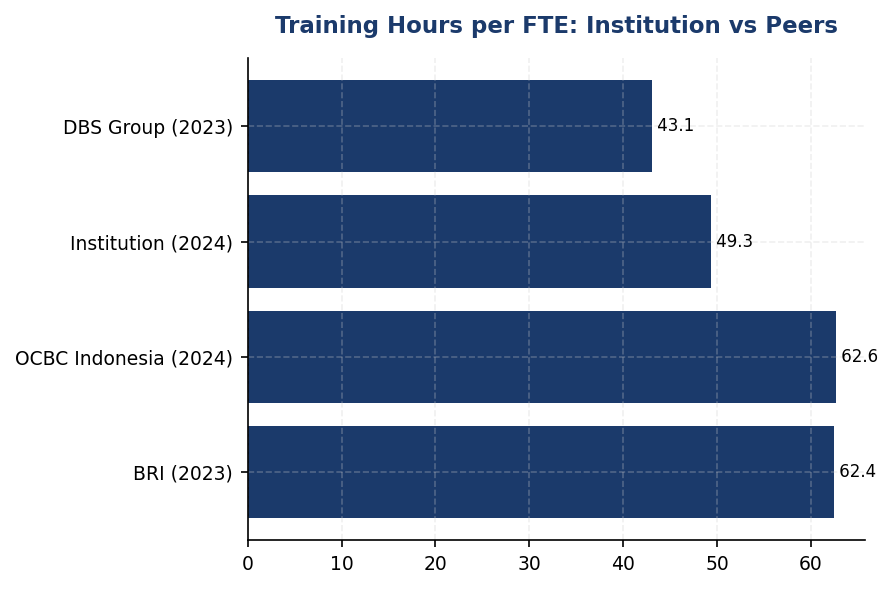 Training Hours per FTE: Institution vs Peers
DBS Group (2023)
43.1
Institution (2024)
49.3
OCBC Indonesia (2024)
62.6
BRI (2023)
62.4
0 10 20 30 40 50 60